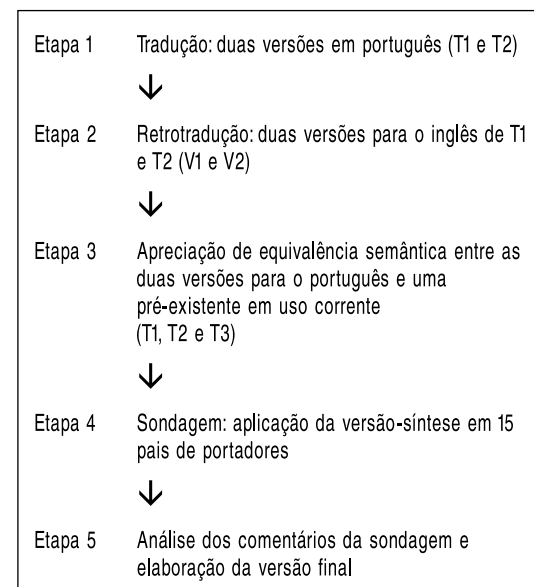 Etapa 1 Tradução: duas versões em português (T1 e T2)
Etapa 2 Retrotradução: duas versões para o inglês de T1
e T2 (V1 e V2)
Etapa 3 Apreciação de equivalência semântica entre as
duas versões para o português e uma
pré-existente em uso corrente
(T1, T2 e T3)
Etapa 4 Sondagem: aplicação da versão-síntese em 15
pais de portadores
Etapa 5 Análise dos comentários da sondagem e
elaboração da versão final